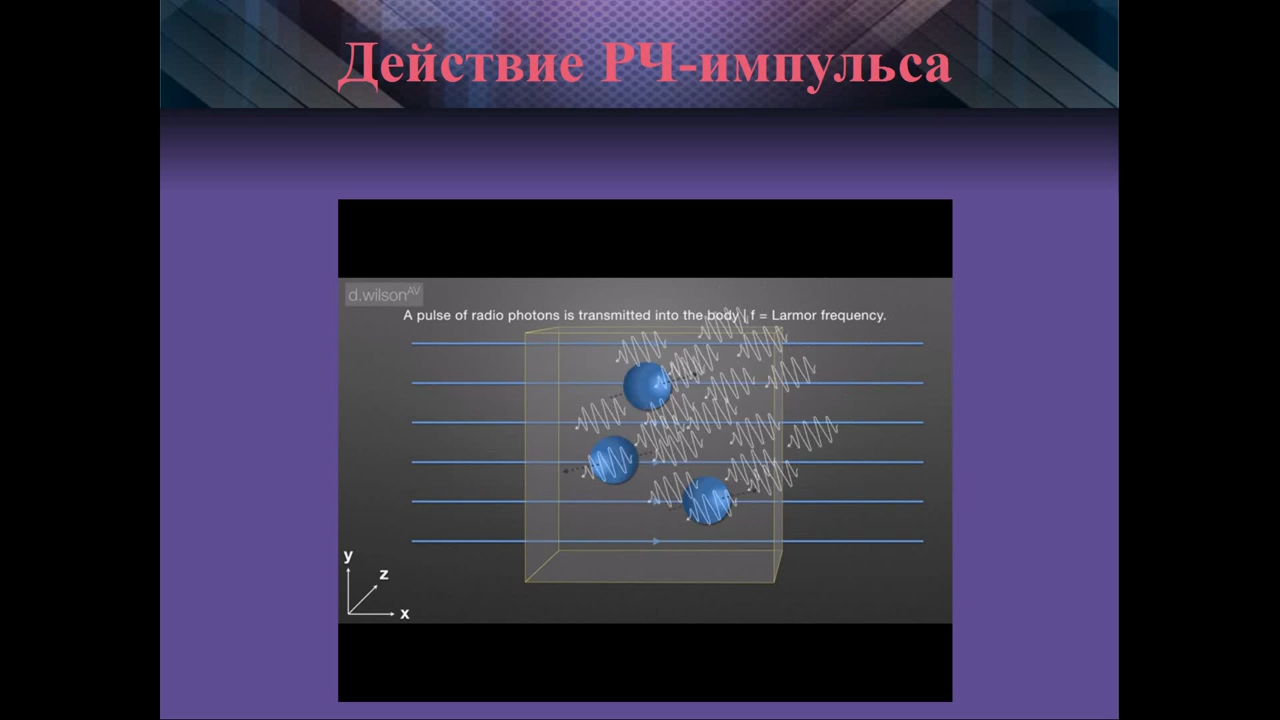 Действие РЧ-импульса
d.wilsonAV
A pulse of radio photons is transmitted into the body | f = Larmor frequency.
y
z
x